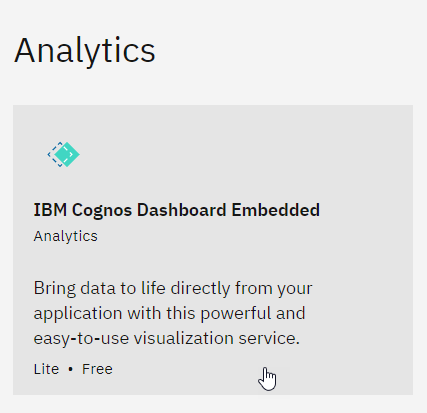 Analytics
IBM Cognos Dashboard Embedded
Analytics
Bring data to life directly from your
application with this powerful and
easy-to-use visualization service.
Lite • Free